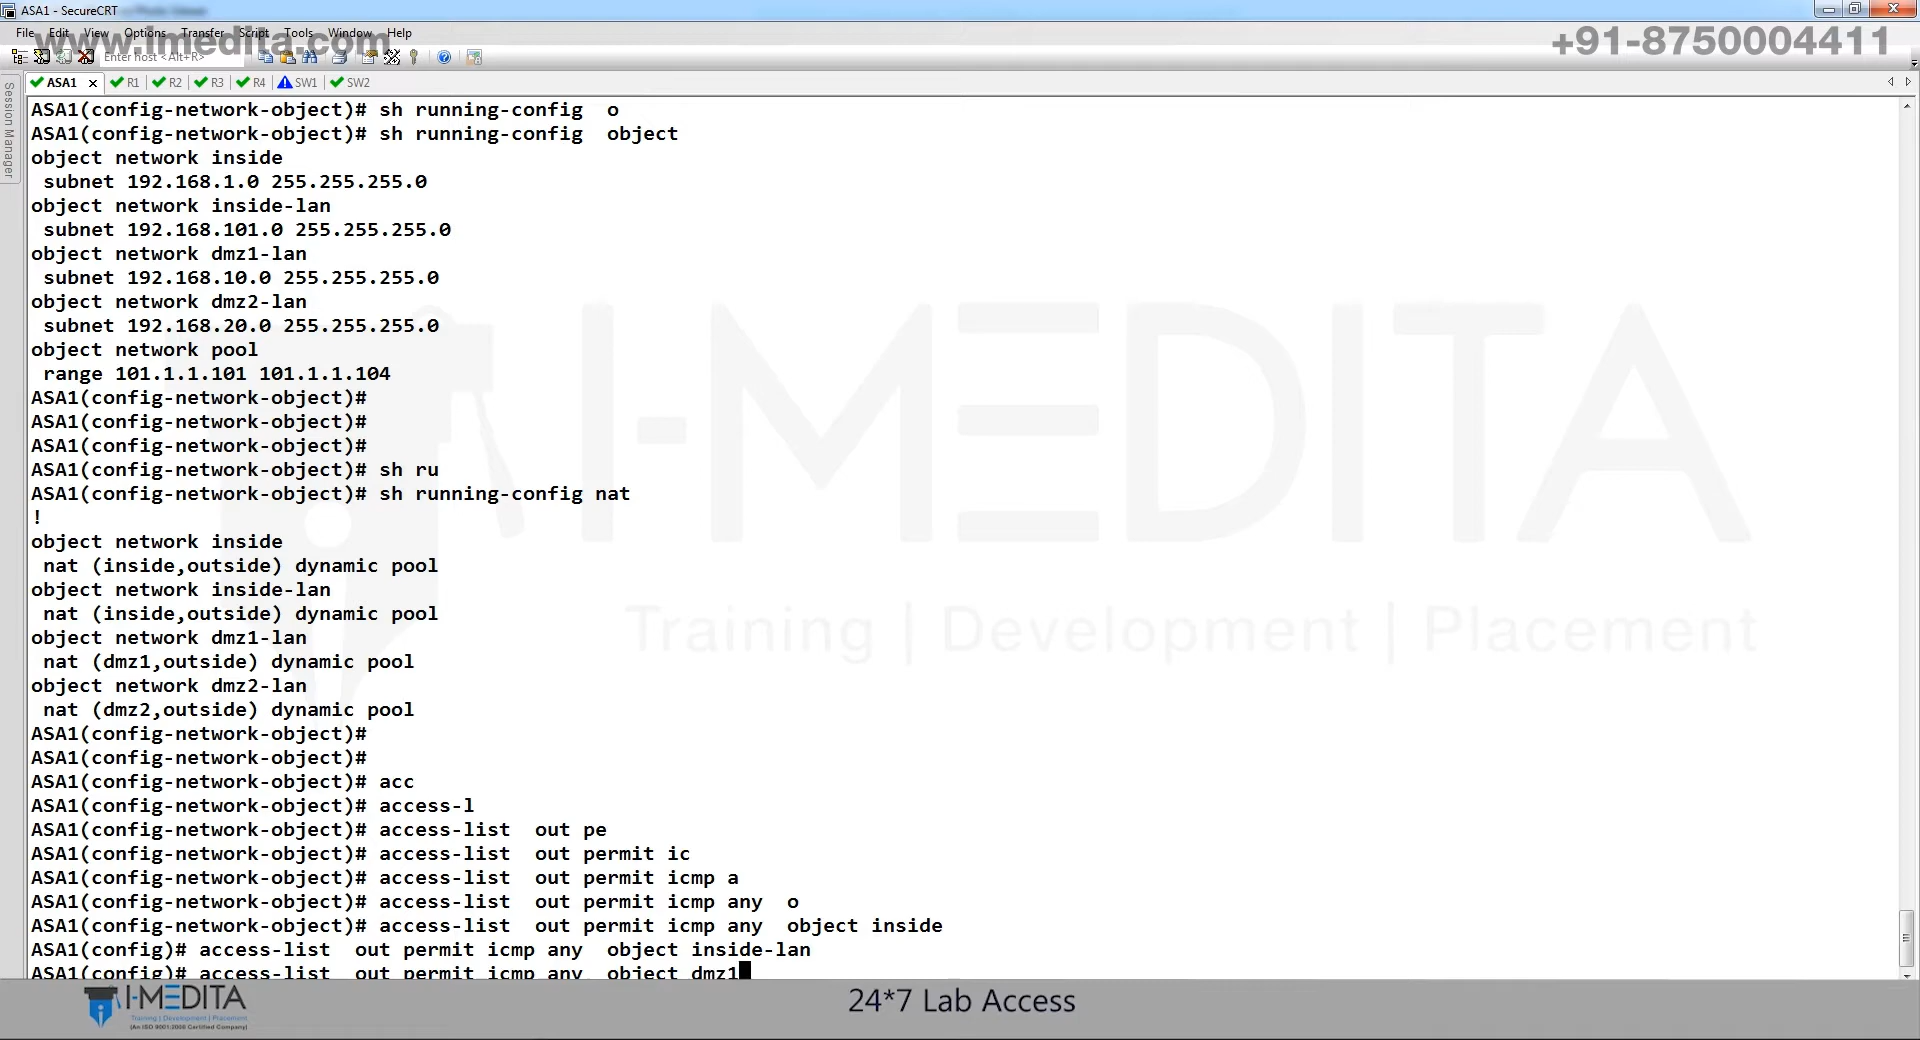 ASA1 - SecureCRT
File Edit View Options Transfer Script Tools Window Help
www.imedita.com
+91-8750004411
Enter host <Alt+R>
ASA1 R1 R2 R3 R4 SW1 SW2
Session Manager
ASA1(config-network-object)# sh running-config  o
ASA1(config-network-object)# sh running-config  object
object network inside
 subnet 192.168.1.0 255.255.255.0
object network inside-lan
 subnet 192.168.101.0 255.255.255.0
object network dmz1-lan
 subnet 192.168.10.0 255.255.255.0
object network dmz2-lan
 subnet 192.168.20.0 255.255.255.0
object network pool
 range 101.1.1.101 101.1.1.104
ASA1(config-network-object)#
ASA1(config-network-object)#
ASA1(config-network-object)#
ASA1(config-network-object)# sh ru
ASA1(config-network-object)# sh running-config nat
!
object network inside
 nat (inside,outside) dynamic pool
object network inside-lan
 nat (inside,outside) dynamic pool
object network dmz1-lan
 nat (dmz1,outside) dynamic pool
object network dmz2-lan
 nat (dmz2,outside) dynamic pool
ASA1(config-network-object)#
ASA1(config-network-object)#
ASA1(config-network-object)# acc
ASA1(config-network-object)# access-l
ASA1(config-network-object)# access-list  out pe
ASA1(config-network-object)# access-list  out permit ic
ASA1(config-network-object)# access-list  out permit icmp a
ASA1(config-network-object)# access-list  out permit icmp any  o
ASA1(config-network-object)# access-list  out permit icmp any  object inside
ASA1(config)# access-list  out permit icmp any  object inside-lan
ASA1(config)# access-list  out permit icmp any  object dmz1
I-MEDITA
Training | Development | Placement
I-MEDITA
Training | Development | Placement
(An ISO 9001:2008 Certified Company)
24*7 Lab Access